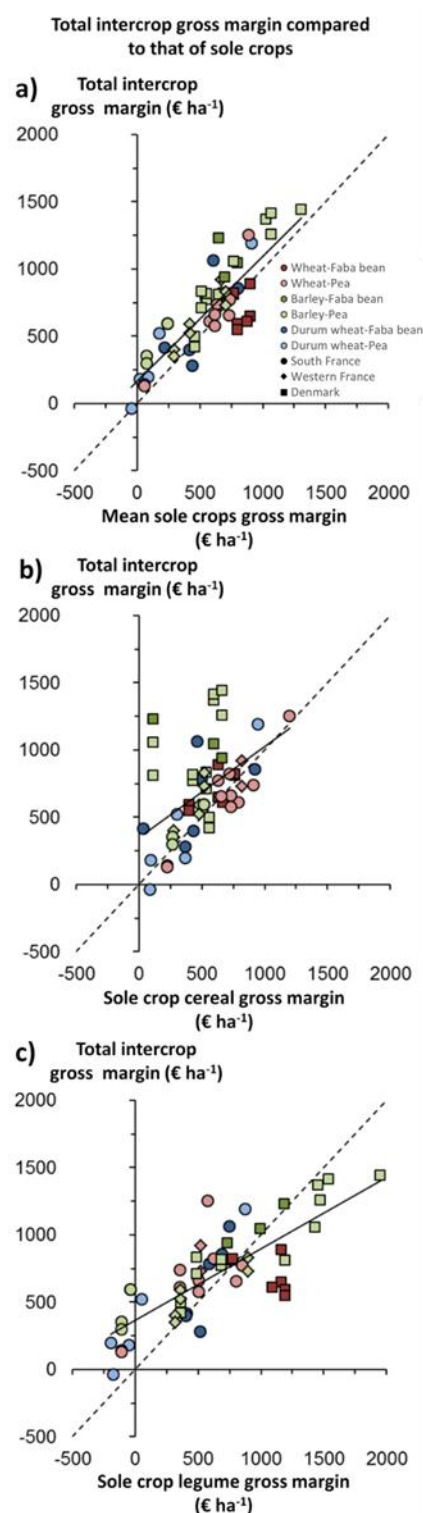 Total intercrop gross margin compared
to that of sole crops
a)
Total intercrop
gross margin (€ ha⁻¹)
2000
1500
1000
500
0
-500
-500 0 500 1000 1500 2000
Wheat-Faba bean
Wheat-Pea
Barley-Faba bean
Barley-Pea
Durum wheat-Faba bean
Durum wheat-Pea
South France
Western France
Denmark
Mean sole crops gross margin
(€ ha⁻¹)
b)
Total intercrop
gross margin (€ ha⁻¹)
2000
1500
1000
500
0
-500
-500 0 500 1000 1500 2000
Sole crop cereal gross margin
(€ ha⁻¹)
c)
Total intercrop
gross margin (€ ha⁻¹)
2000
1500
1000
500
0
-500
-500 0 500 1000 1500 2000
Sole crop legume gross margin
(€ ha⁻¹)